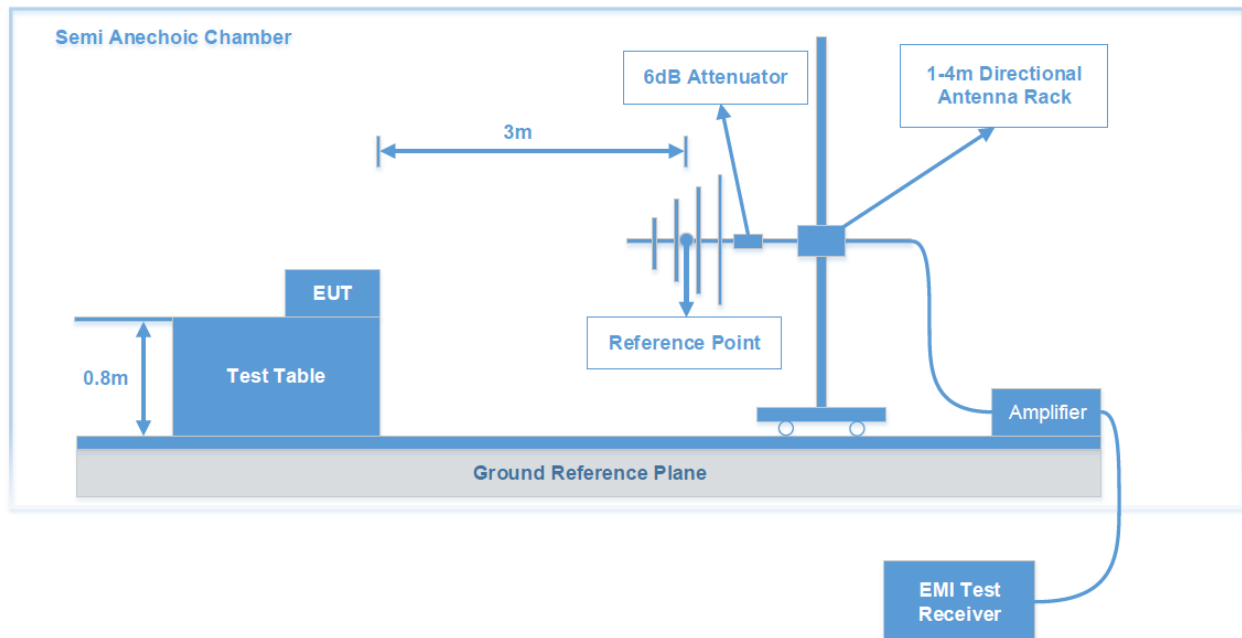 Semi Anechoic Chamber
6dB Attenuator
1-4m Directional
Antenna Rack
3m
EUT
Reference Point
0.8m
Test Table
Amplifier
Ground Reference Plane
EMI Test
Receiver